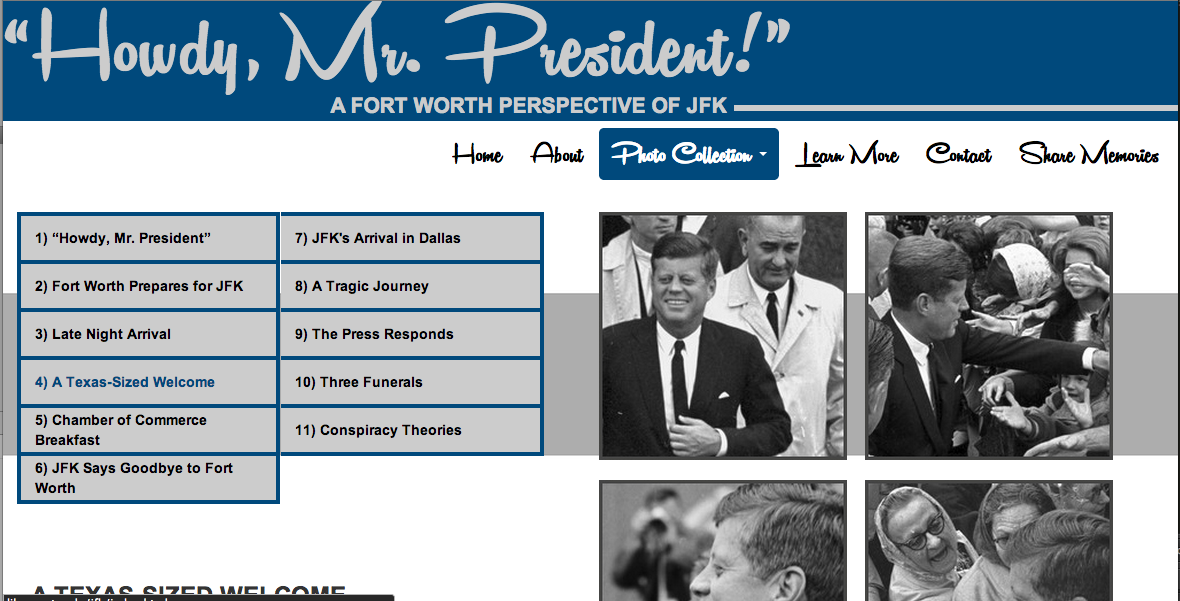 “Howdy, Mr. President!”
A FORT WORTH PERSPECTIVE OF JFK
Home About Photo Collection Learn More Contact Share Memories
1) “Howdy, Mr. President”
2) Fort Worth Prepares for JFK
3) Late Night Arrival
4) A Texas-Sized Welcome
5) Chamber of Commerce
Breakfast
6) JFK Says Goodbye to Fort
Worth
7) JFK's Arrival in Dallas
8) A Tragic Journey
9) The Press Responds
10) Three Funerals
11) Conspiracy Theories
A TEXAS-SIZED WELCOME